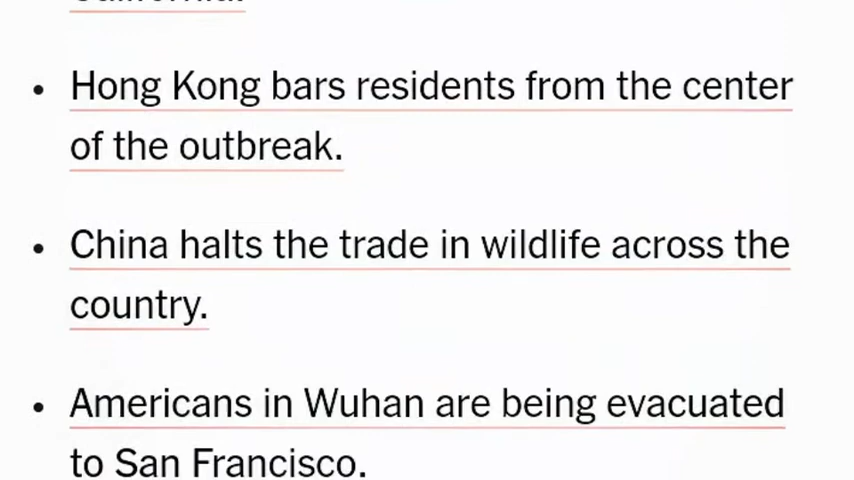 Hong Kong bars residents from the center
of the outbreak.
China halts the trade in wildlife across the
country.
Americans in Wuhan are being evacuated
to San Francisco.